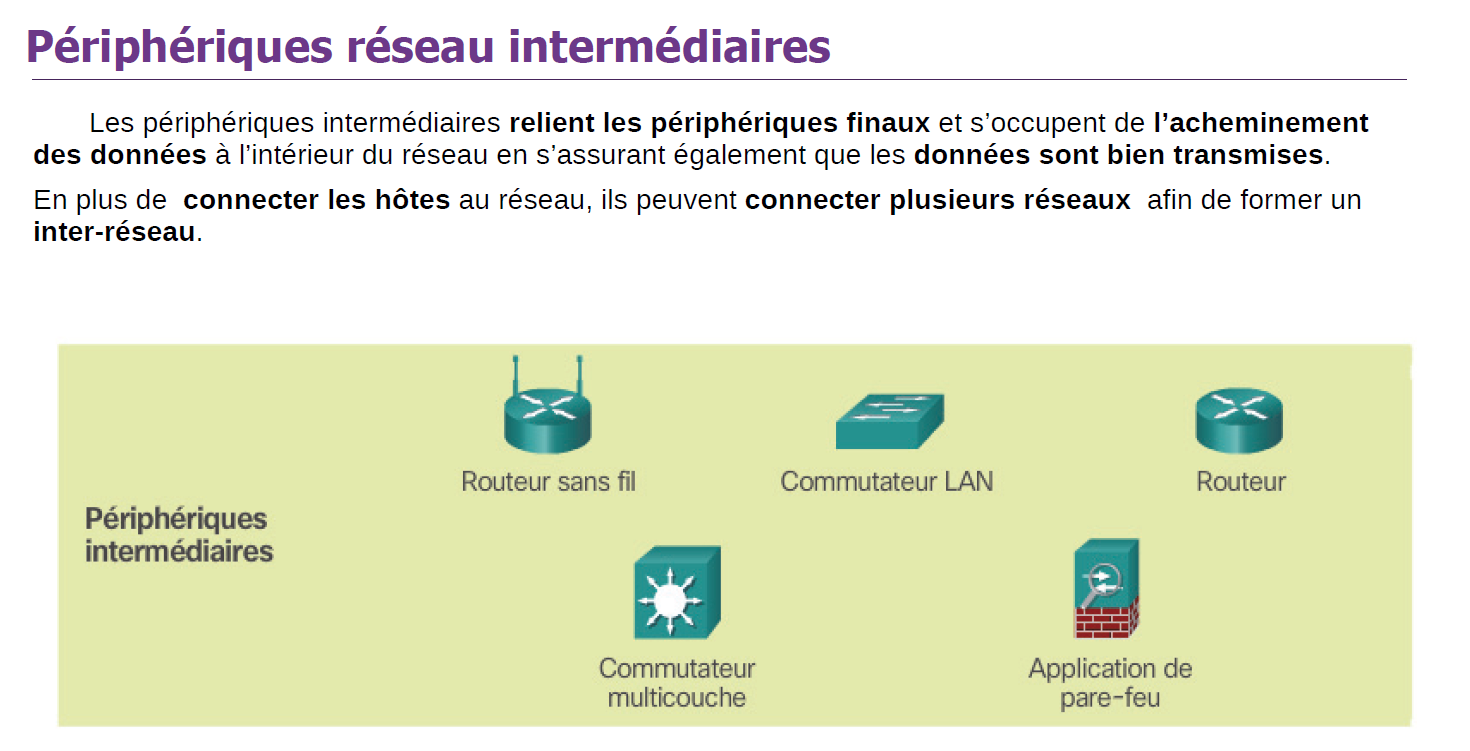 Périphériques réseau intermédiaires
Les périphériques intermédiaires relient les périphériques finaux et s’occupent de l’acheminement
des données à l’intérieur du réseau en s’assurant également que les données sont bien transmises.
En plus de  connecter les hôtes au réseau, ils peuvent connecter plusieurs réseaux  afin de former un
inter-réseau.
Routeur sans fil
Commutateur LAN
Routeur
Périphériques
intermédiaires
Commutateur
multicouche
Application de
pare-feu